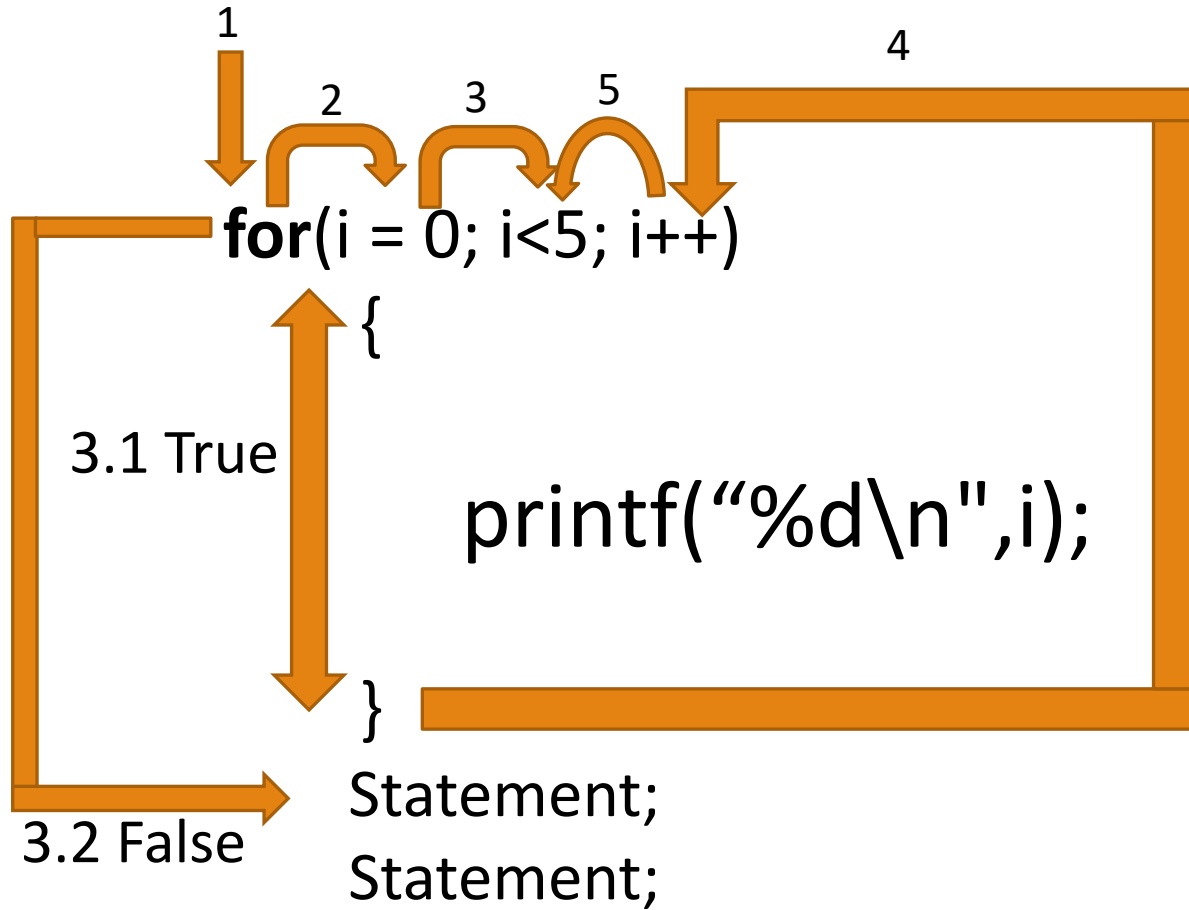 1
2 3 5 4
for(i = 0; i<5; i++)
{
3.1 True
printf(“%d\n",i);
}
Statement;
3.2 False
Statement;